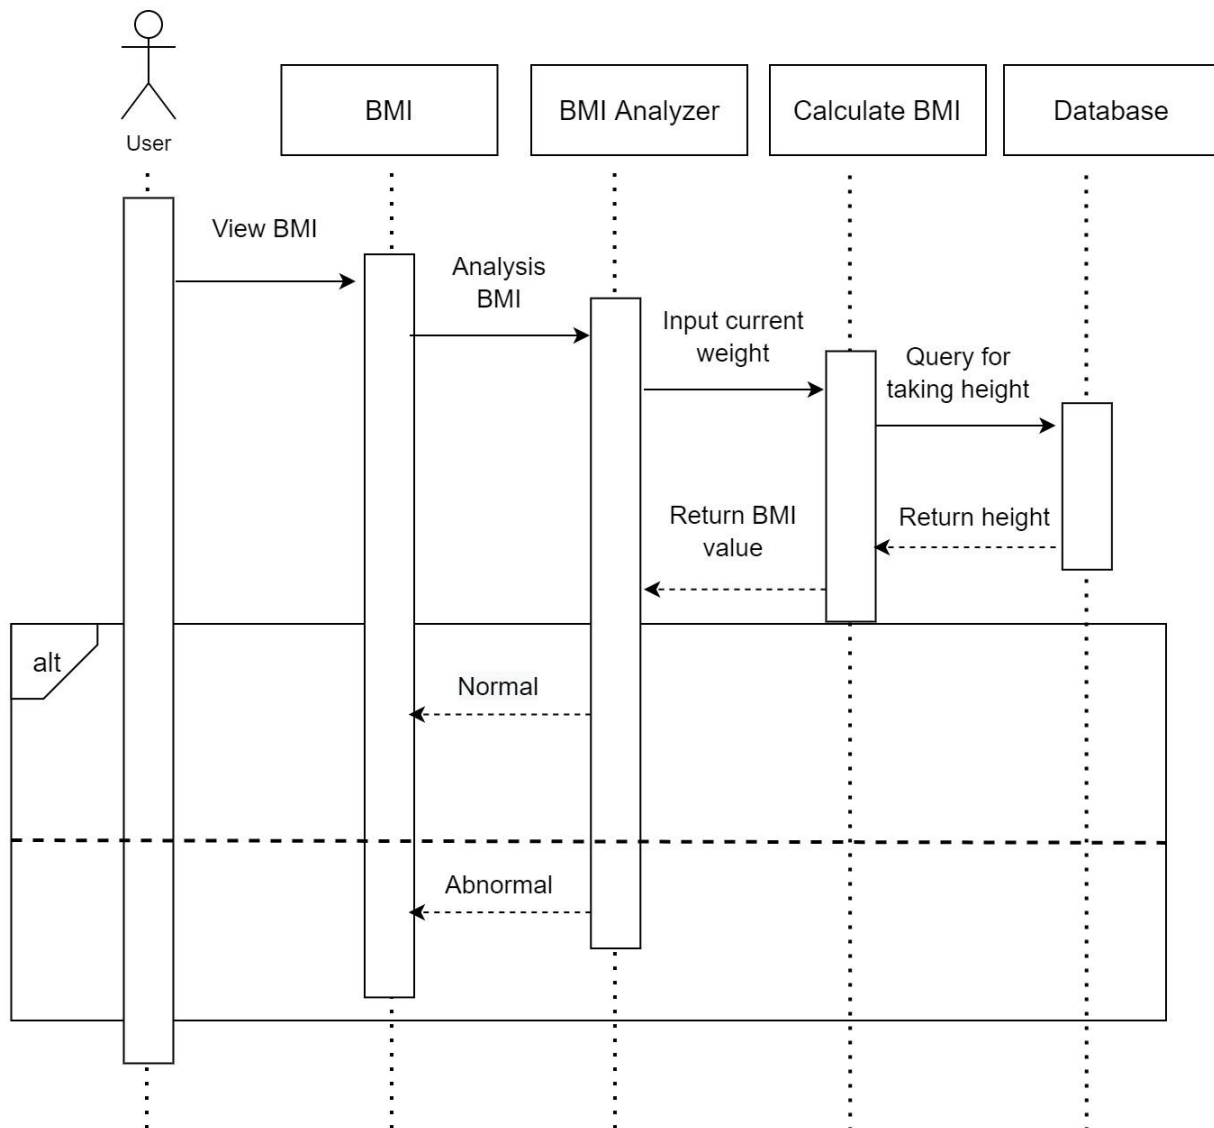 User
BMI
BMI Analyzer
Calculate BMI
Database
View BMI
Analysis
BMI
Input current
weight
Query for
taking height
Return BMI
value
Return height
alt
Normal
Abnormal